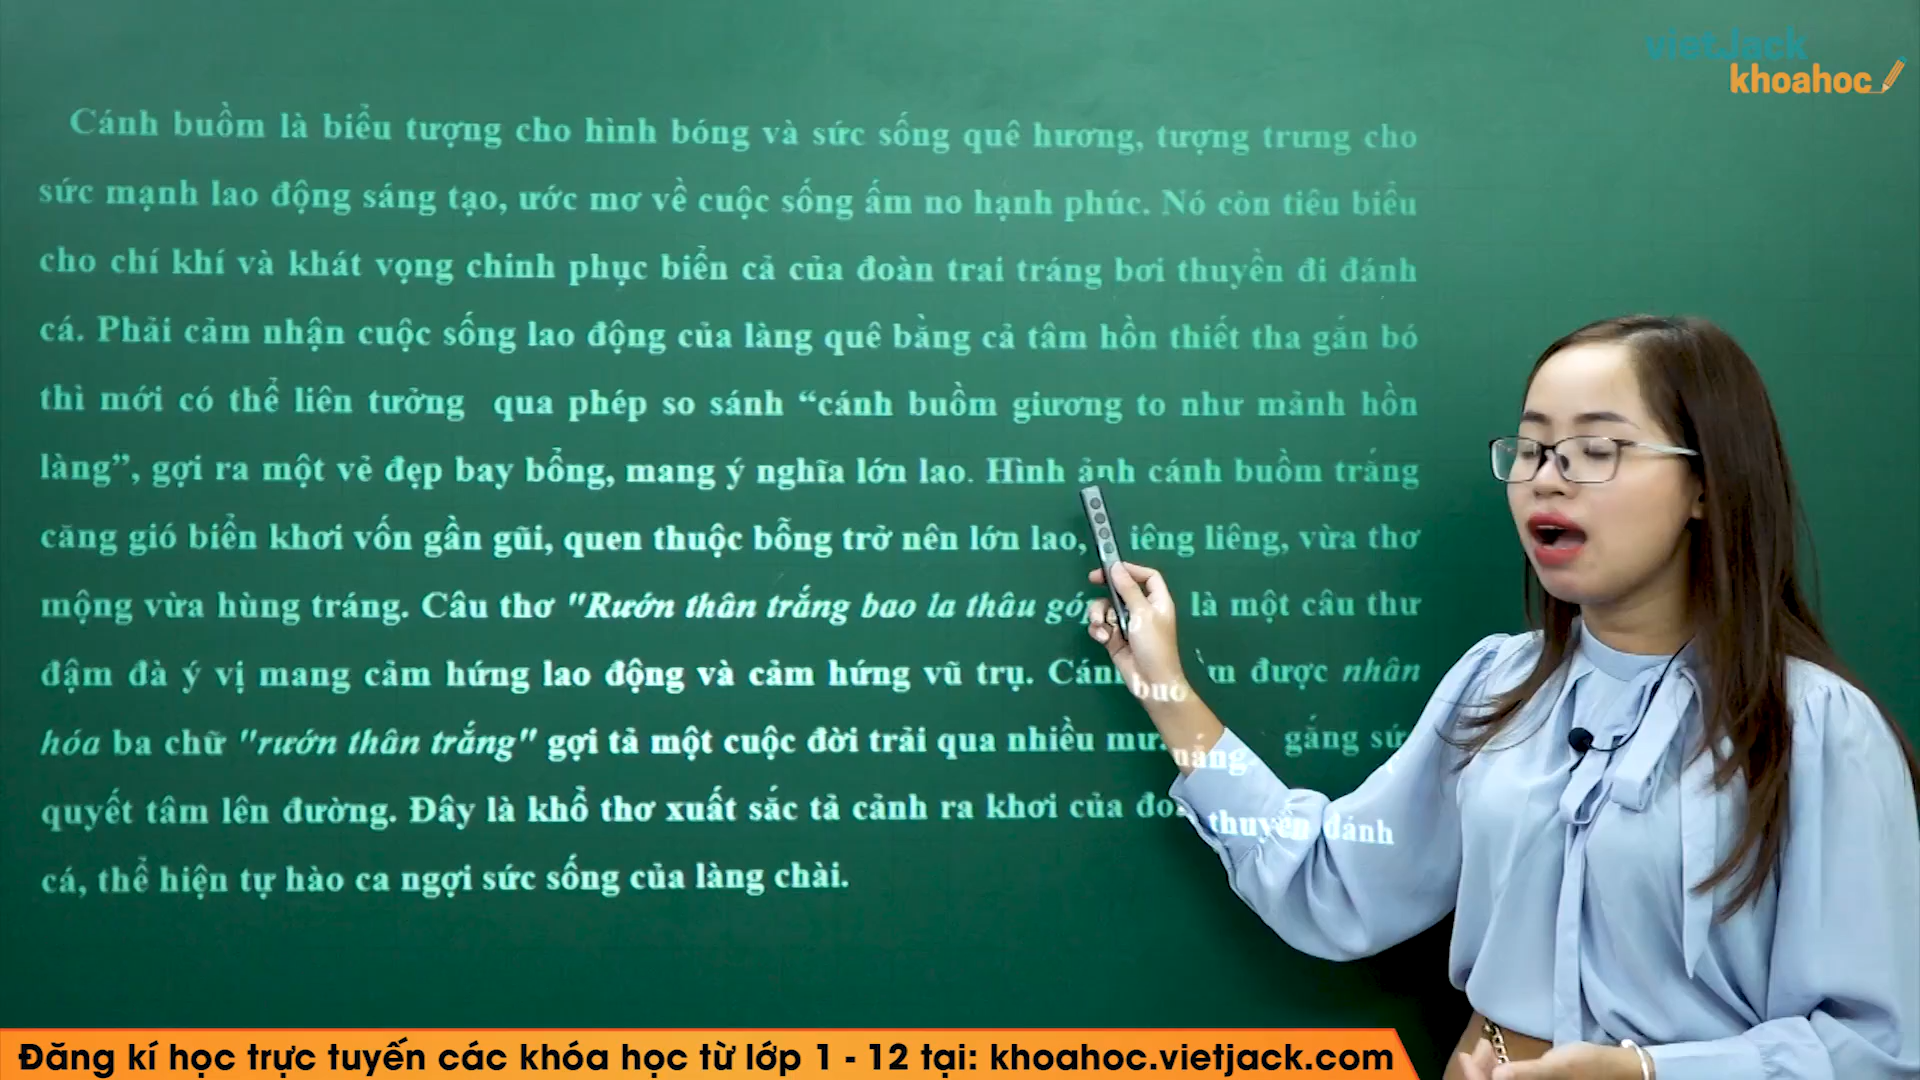 vietJack
khoahoc
Cánh buồm là biểu tượng cho hình bóng và sức sống quê hương, tượng trưng cho
sức mạnh lao động sáng tạo, ước mơ về cuộc sống ấm no hạnh phúc. Nó còn tiêu biểu
cho chí khí và khát vọng chinh phục biển cả của đoàn trai tráng bơi thuyền đi đánh
cá. Phải cảm nhận cuộc sống lao động của làng quê bằng cả tâm hồn thiết tha gắn bó
thì mới có thể liên tưởng qua phép so sánh “cánh buồm giương to như mảnh hồn
làng”, gợi ra một vẻ đẹp bay bổng, mang ý nghĩa lớn lao. Hình ảnh cánh buồm trắng
căng gió biển khơi vốn gần gũi, quen thuộc bỗng trở nên lớn lao, iêng liêng, vừa thơ
mộng vừa hùng tráng. Câu thơ "Rướn thân trắng bao la thâu góp là một câu thư
đậm đà ý vị mang cảm hứng lao động và cảm hứng vũ trụ. Cánh buồm được nhân
hóa ba chữ "rướn thân trắng" gợi tả một cuộc đời trải qua nhiều mưa nắng gắng sức
quyết tâm lên đường. Đây là khổ thơ xuất sắc tả cảnh ra khơi của thuyền đánh
cá, thể hiện tự hào ca ngợi sức sống của làng chài.
Đăng kí học trực tuyến các khóa học từ lớp 1 - 12 tại: khoahoc.vietjack.com